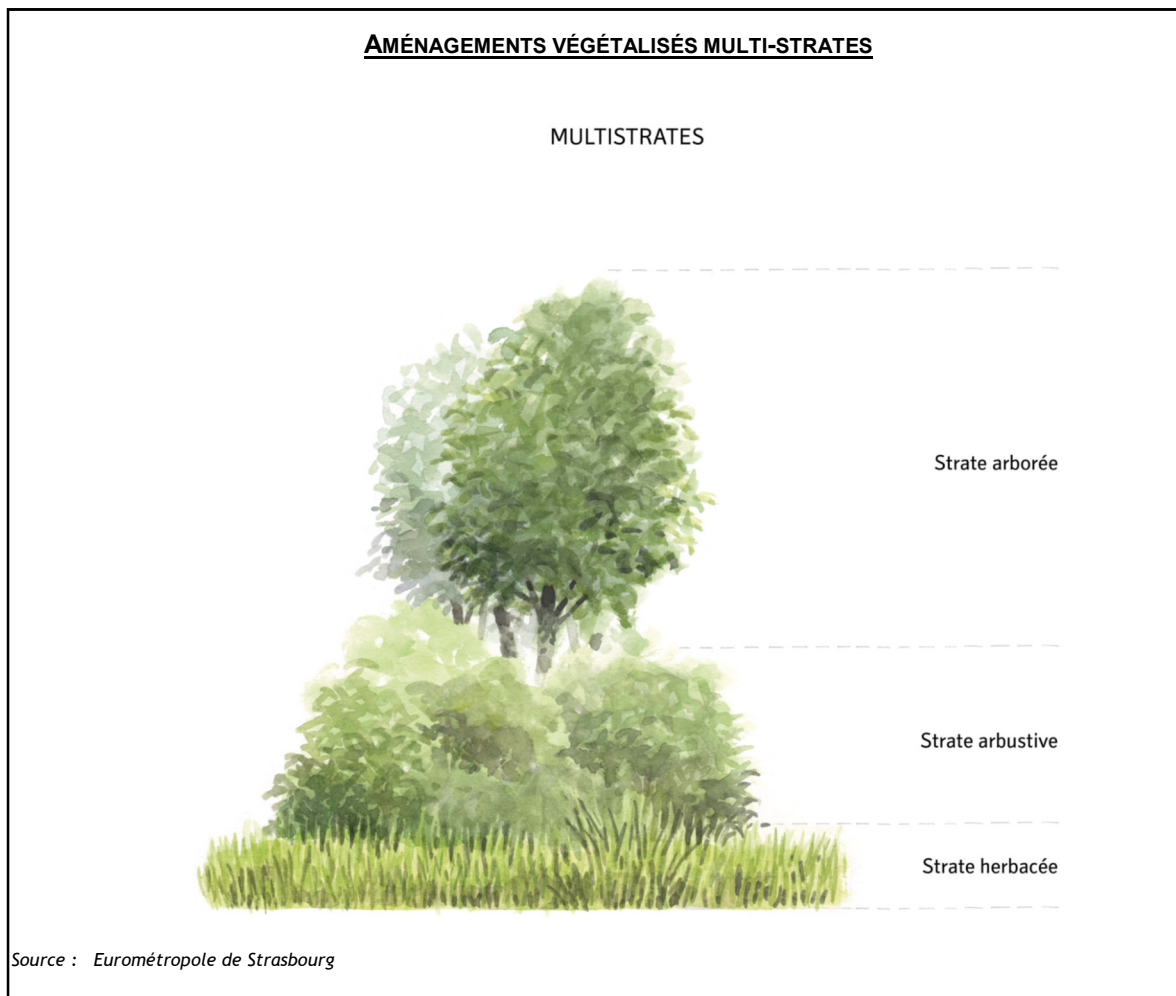 AMÉNAGEMENTS VÉGÉTALISÉS MULTI-STRATES
MULTISTRATES
Strate arborée
Strate arbustive
Strate herbacée
Source : Eurométropole de Strasbourg